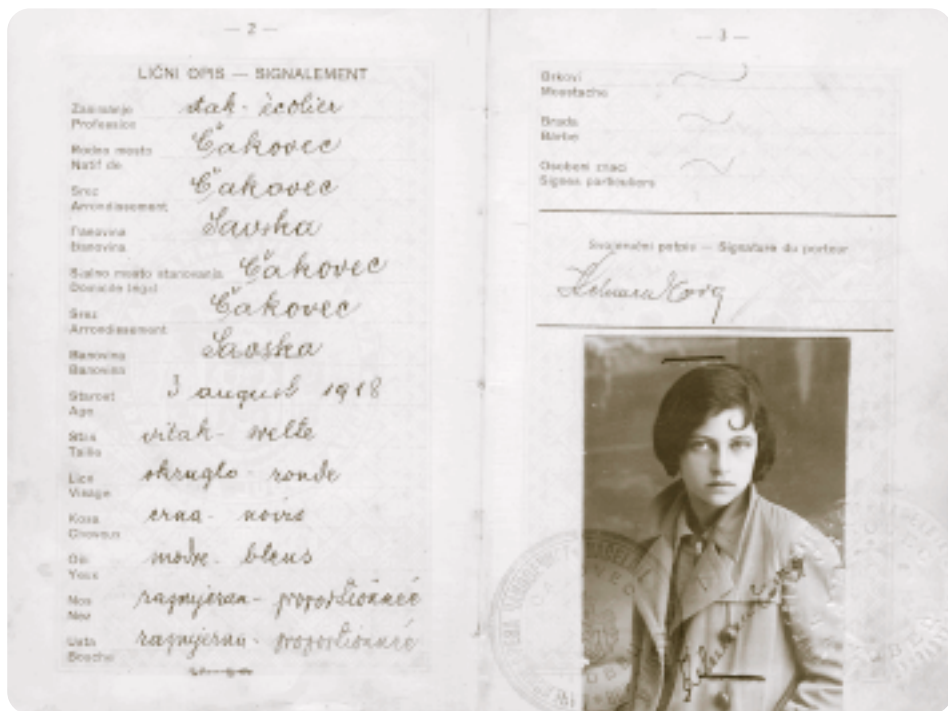 — 2 —
LIČNI OPIS — SIGNALEMENT
Zanimanje đak - écolier
Profession
Rodno mesto Čakovec
Natif de
Srez Čakovec
Arrondissement
Banovina Savska
Banovina
Stalno mesto stanovanja Čakovec
Domicile légal
Srez Čakovec
Arrondissement
Banovina Savska
Banovina
Starost 3 august 1918
Age
Stas vitak - svelte
Taille
Lice okruglo - ronde
Visage
Kosa crna - noirs
Cheveux
Oči modre - bleus
Yeux
Nos razmjeran - proportionné
Nez
Usta razmjerna - proportionné
Bouche
— 3 —
Brkovi
Moustache
Brada
Barbe
Osobeni znaci
Signes particuliers
Svojeručni potpis — Signature du porteur